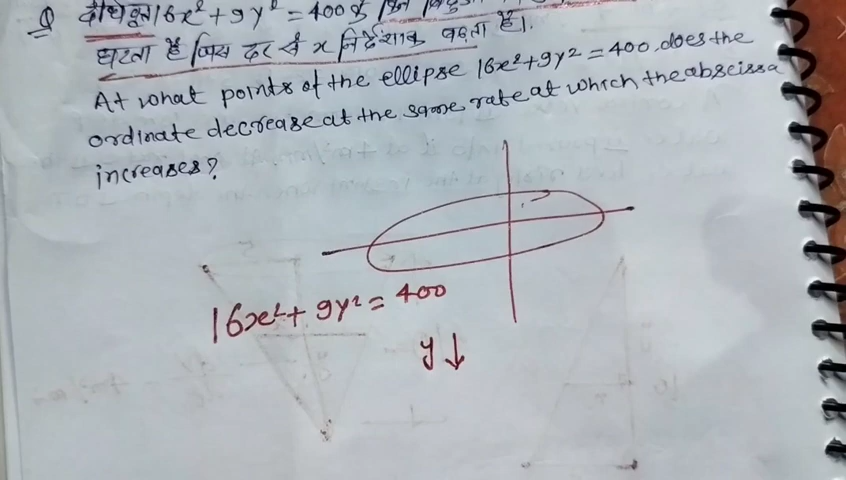 Q दीर्घवृत्त 16x² + 9y² = 400 के किन
घटता है जिस दर से x निर्देशांक बढ़ता है।
At what points of the ellipse 16x²+9y²=400, does the
ordinate decrease at the same rate at which the abscissa
increases?
16x²+9y² = 400
y↓